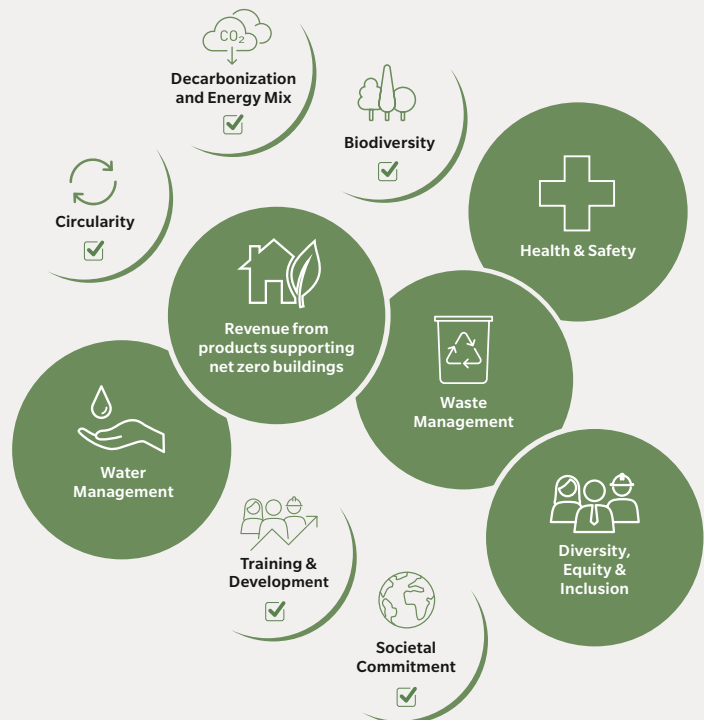 CO₂
Decarbonization
and Energy Mix
Biodiversity
Circularity
Health & Safety
Revenue from
products supporting
net zero buildings
Waste
Management
Water
Management
Training &
Development
Diversity,
Equity &
Inclusion
Societal
Commitment